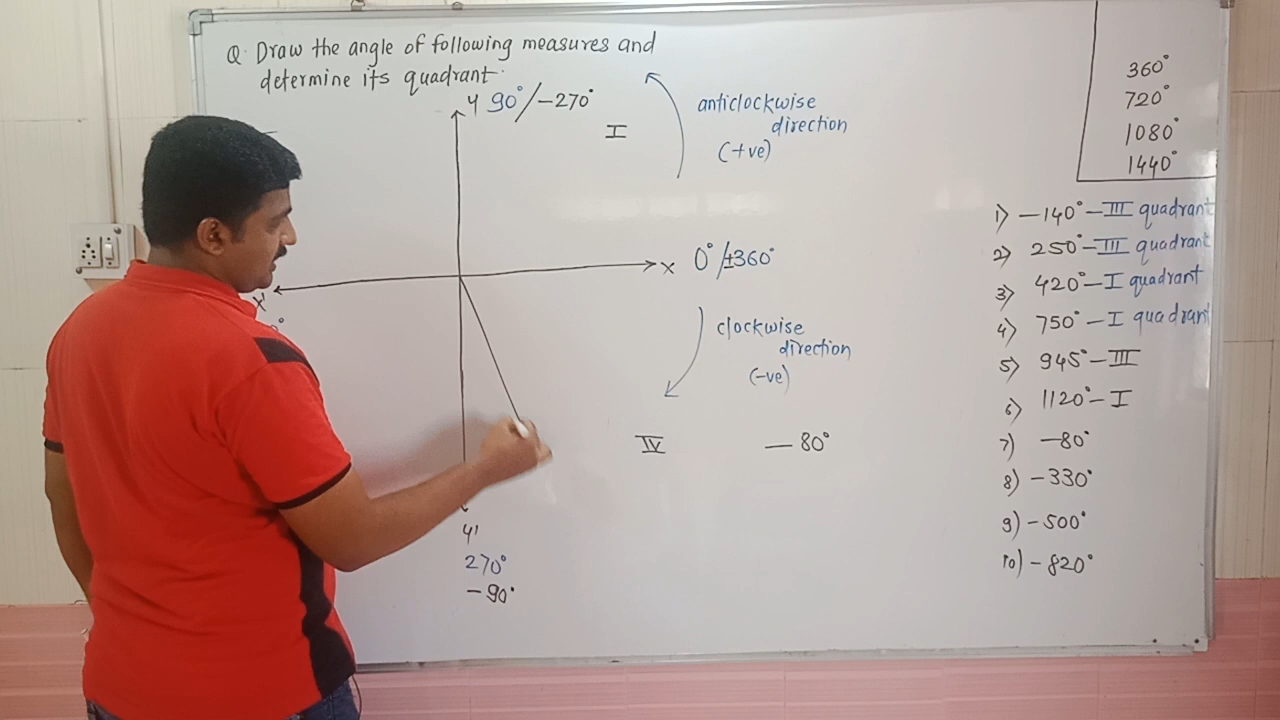 Q. Draw the angle of following measures and
determine its quadrant.
Y 90°/-270°
I
anticlockwise
direction
(+ve)
X 0°/±360°
X'
clockwise
direction
(-ve)
IV
-80°
Y'
270°
-90°
360°
720°
1080°
1440°
1) -140° - III quadrant
2) 250° - III quadrant
3) 420° - I quadrant
4) 750° - I quadrant
5) 945° - III
6) 1120° - I
7) -80°
8) -330°
9) -500°
10) -820°